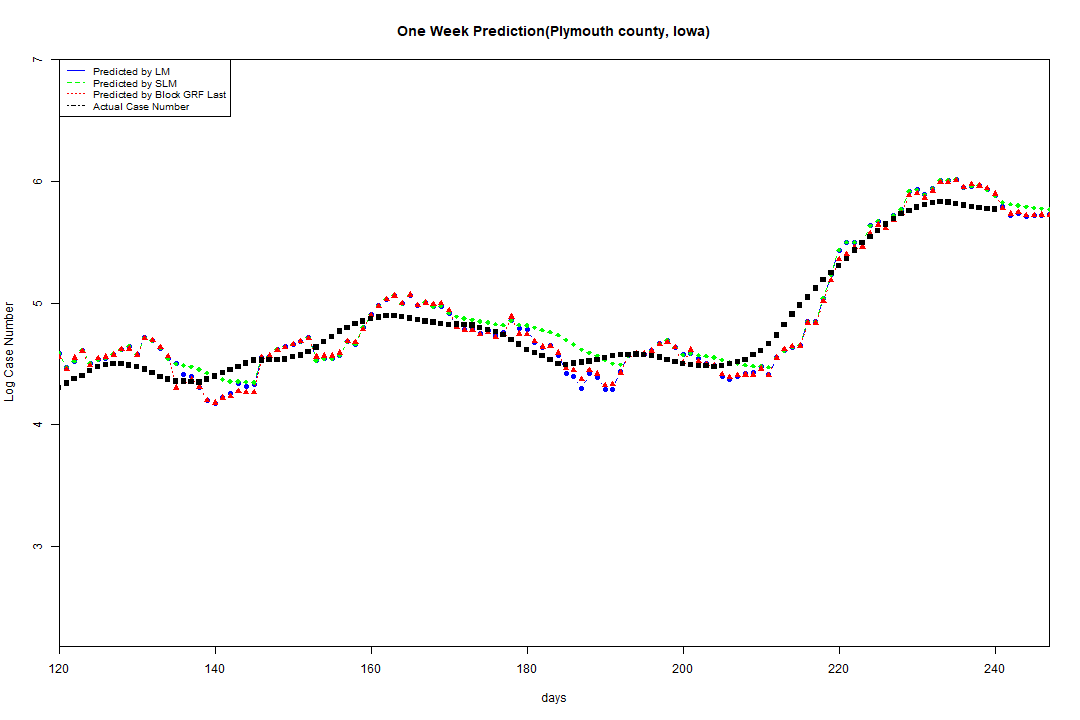 One Week Prediction(Plymouth county, Iowa)
Predicted by LM
Predicted by SLM
Predicted by Block GRF Last
Actual Case Number
Log Case Number
7
6
5
4
3
120 140 160 180 200 220 240
days